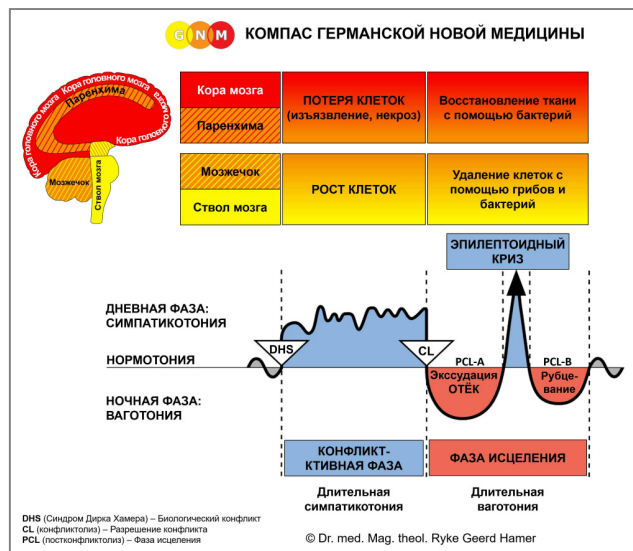 G N M КОМПАС ГЕРМАНСКОЙ НОВОЙ МЕДИЦИНЫ
Кора головного мозга Кора головного мозга
Паренхима
Кора головного
Мозжечок
Ствол мозга
Кора мозга
Паренхима
ПОТЕРЯ КЛЕТОК
(изъязвление, некроз)
Восстановление ткани
с помощью бактерий
Мозжечок
Ствол мозга
РОСТ КЛЕТОК
Удаление клеток с
помощью грибов и
бактерий
ЭПИЛЕПТОИДНЫЙ
КРИЗ
ДНЕВНАЯ ФАЗА:
СИМПАТИКОТОНИЯ
НОРМОТОНИЯ
НОЧНАЯ ФАЗА:
ВАГОТОНИЯ
DHS
CL
PCL-A
Экссудация
ОТЁК
PCL-B
Рубце-
вание
КОНФЛИКТ-
КТИВНАЯ ФАЗА
ФАЗА ИСЦЕЛЕНИЯ
Длительная
симпатикотония
Длительная
ваготония
DHS (Синдром Дирка Хамера) – Биологический конфликт
CL (конфликтолиз) – Разрешение конфликта
PCL (постконфликтолиз) – Фаза исцеления
© Dr. med. Mag. theol. Ryke Geerd Hamer